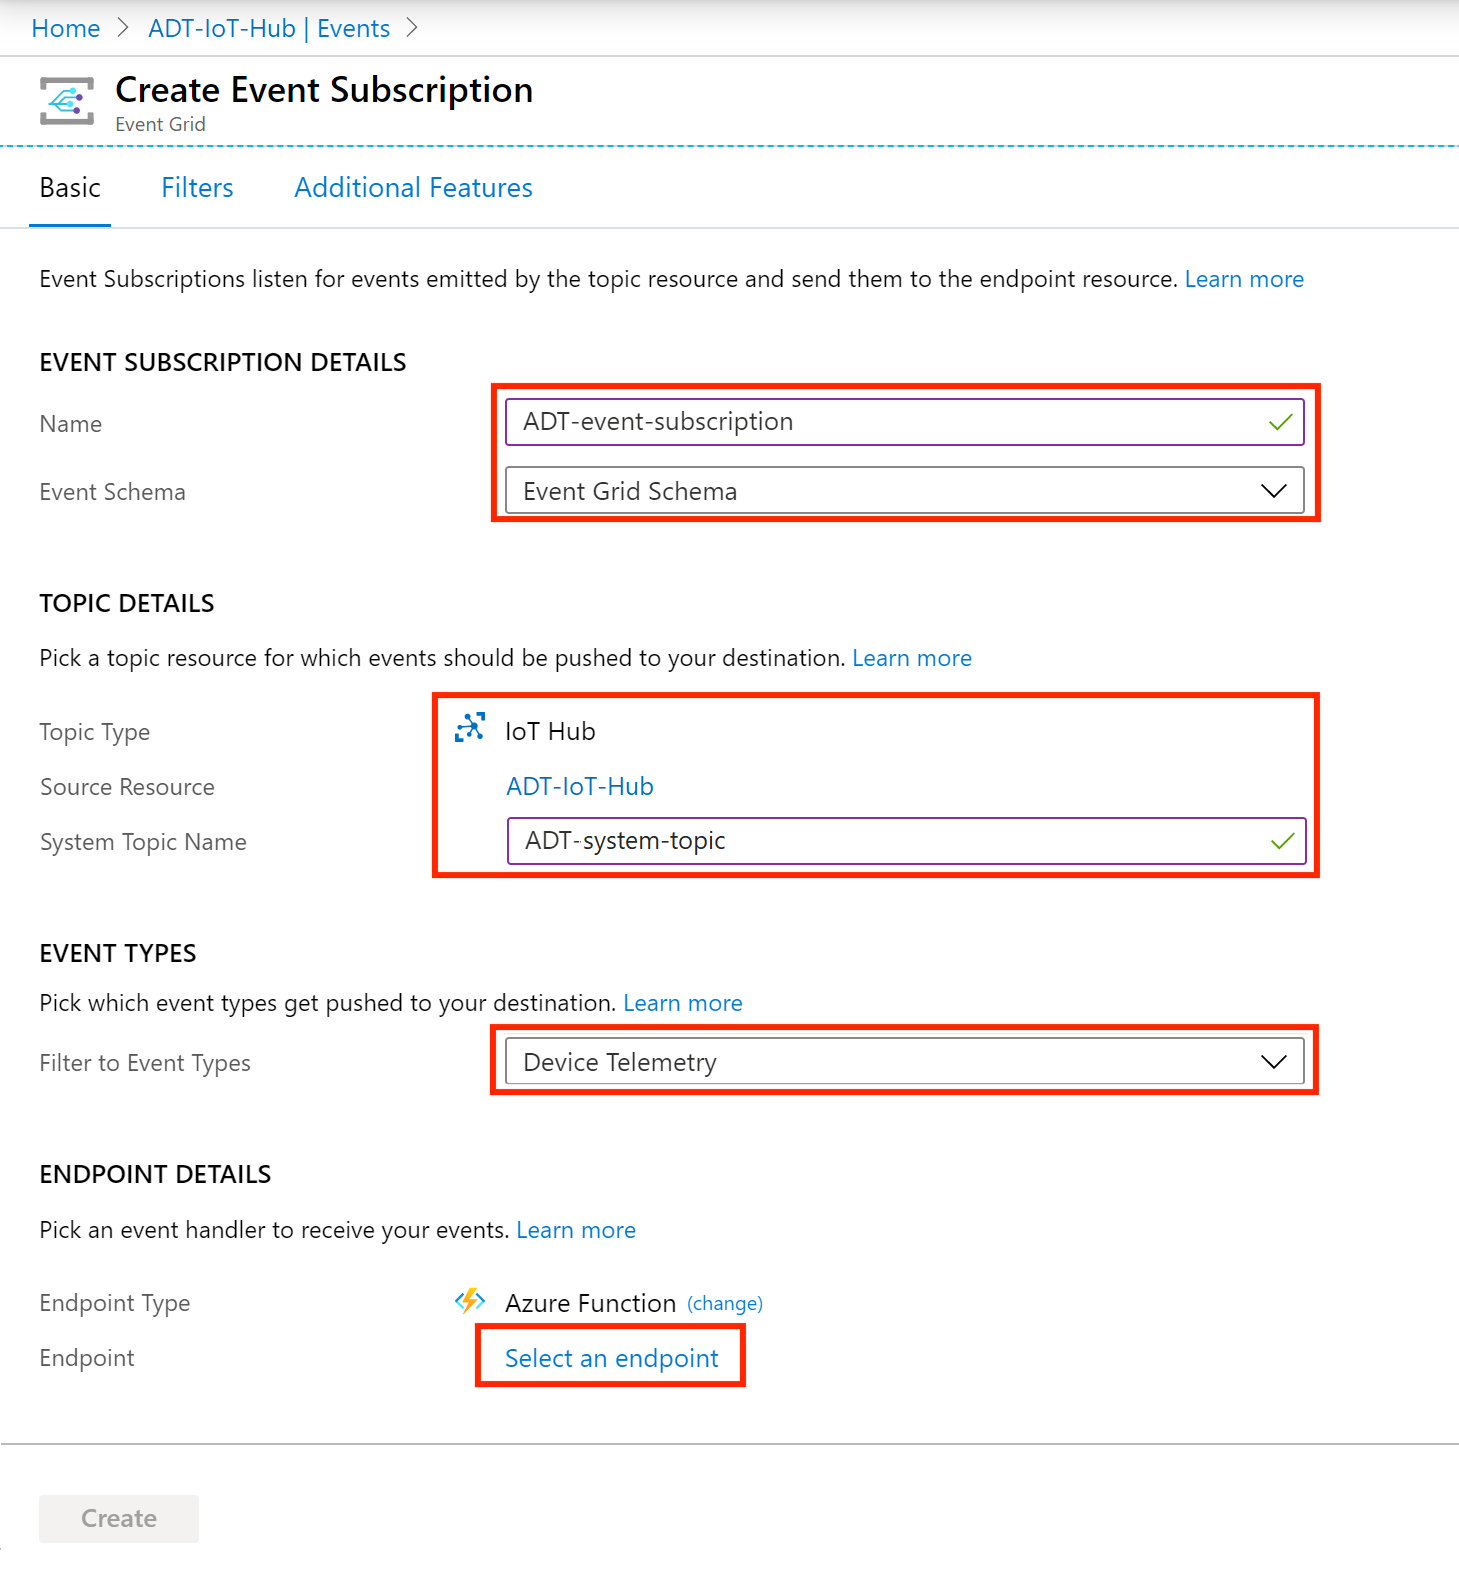 Home > ADT-IoT-Hub | Events >
Create Event Subscription
Event Grid
Basic Filters Additional Features
Event Subscriptions listen for events emitted by the topic resource and send them to the endpoint resource. Learn more
EVENT SUBSCRIPTION DETAILS
Name ADT-event-subscription
Event Schema Event Grid Schema
TOPIC DETAILS
Pick a topic resource for which events should be pushed to your destination. Learn more
Topic Type IoT Hub
Source Resource ADT-IoT-Hub
System Topic Name ADT-system-topic
EVENT TYPES
Pick which event types get pushed to your destination. Learn more
Filter to Event Types Device Telemetry
ENDPOINT DETAILS
Pick an event handler to receive your events. Learn more
Endpoint Type Azure Function (change)
Endpoint Select an endpoint
Create